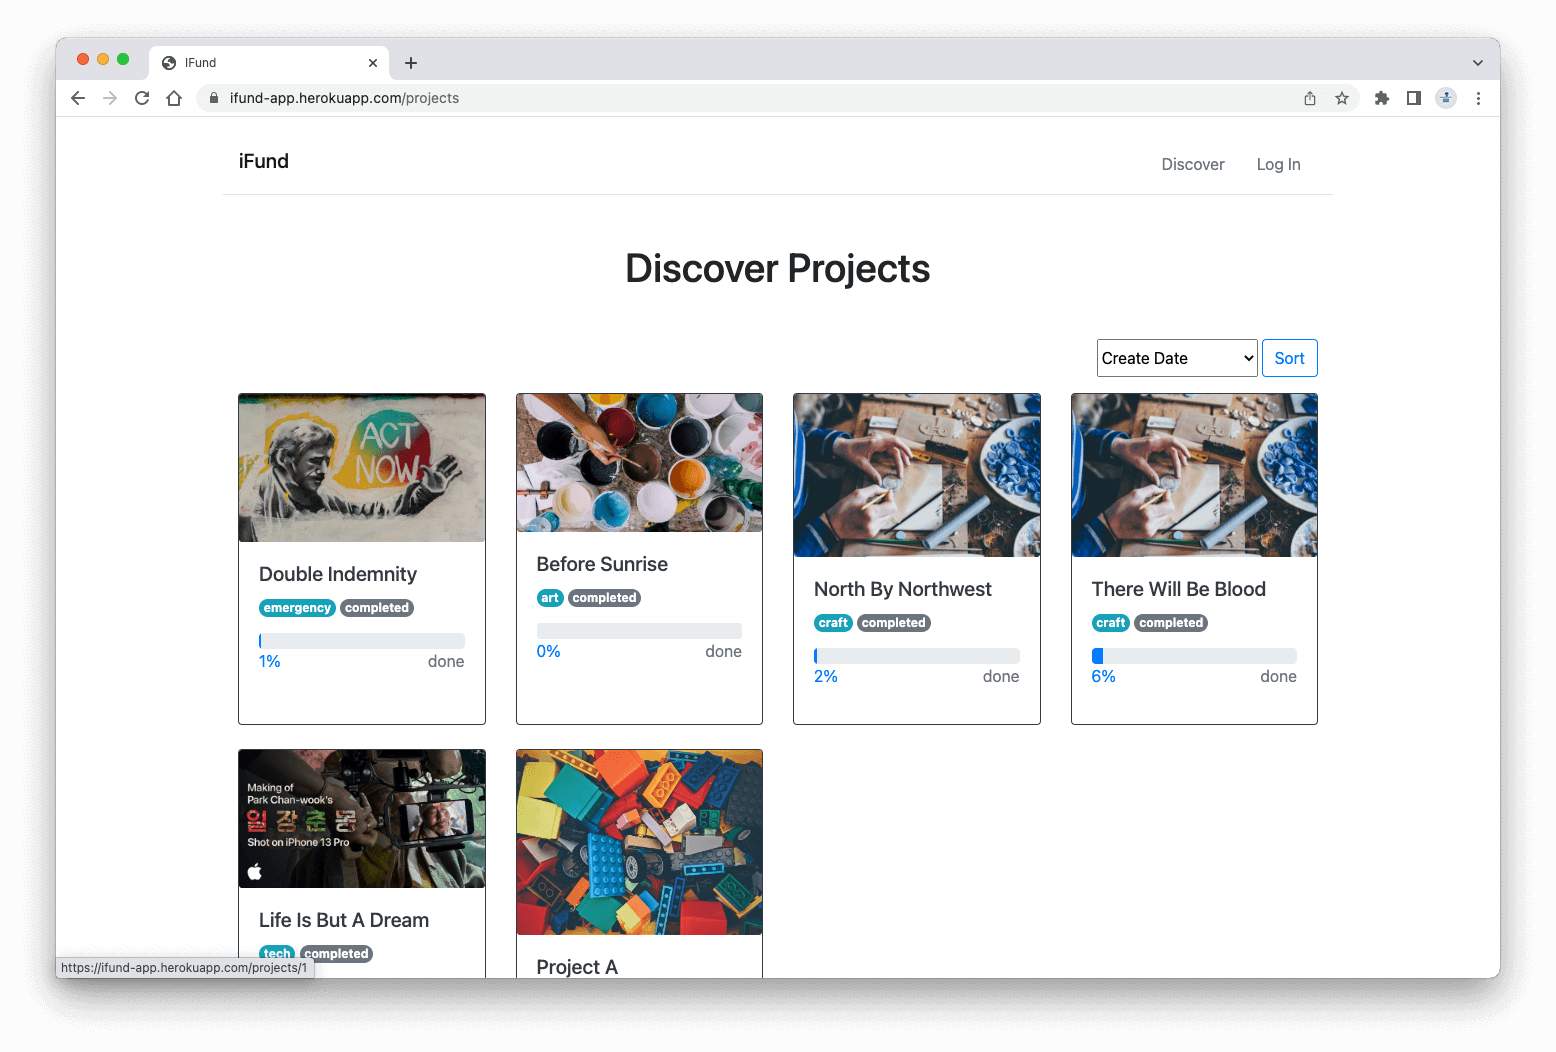 IFund
ifund-app.herokuapp.com/projects
iFund
Discover
Log In
Discover Projects
Create Date
Sort
ACT
NOW
Double Indemnity
emergency
completed
1%
done
Before Sunrise
art
completed
0%
done
North By Northwest
craft
completed
2%
done
There Will Be Blood
craft
completed
6%
done
Making of
Park Chan-wook's
일장춘몽
Shot on iPhone 13 Pro
Life Is But A Dream
tech
completed
Project A
https://ifund-app.herokuapp.com/projects/1